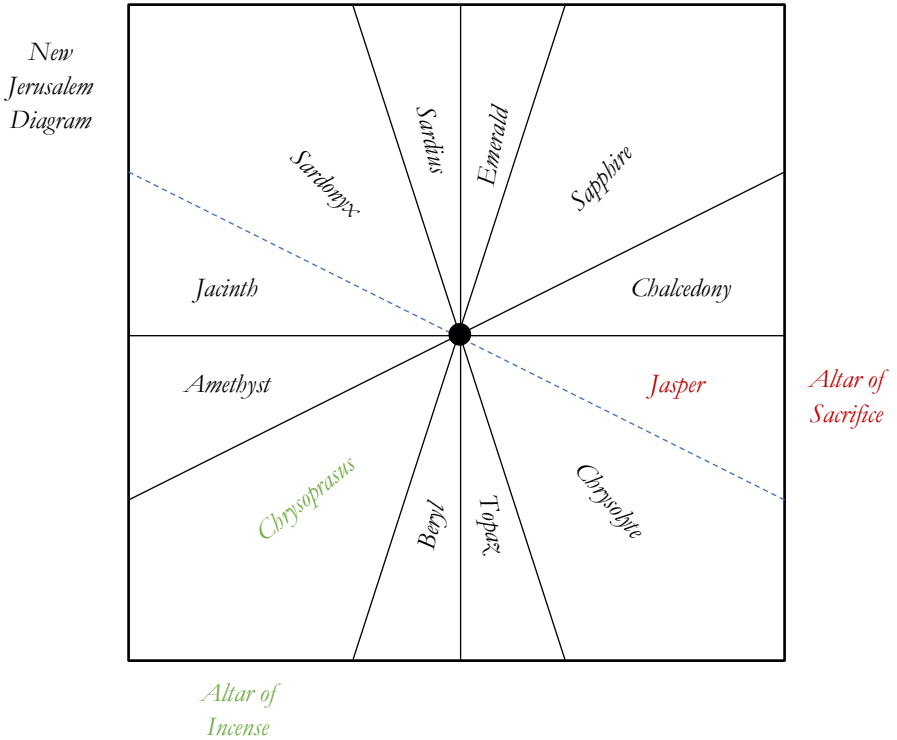 New
Jerusalem
Diagram
Sardius
Emerald
Sardonyx
Sapphire
Jacinth
Chalcedony
Amethyst
Jasper
Altar of
Sacrifice
Chrysoprasus
Beryl
Topaz
Chrysolyte
Altar of
Incense